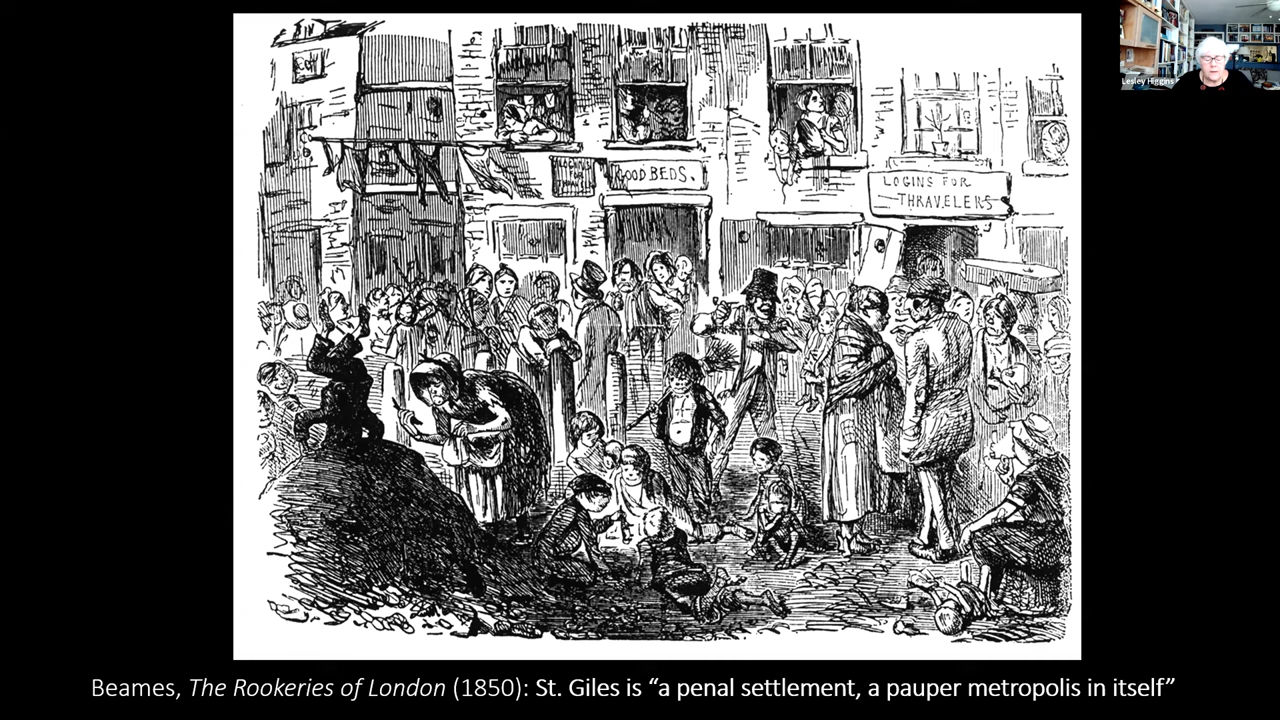 Lesley Higgins
GOOD BEDS.
LOGINS FOR
THRAVELERS
Beames, The Rookeries of London (1850): St. Giles is “a penal settlement, a pauper metropolis in itself”